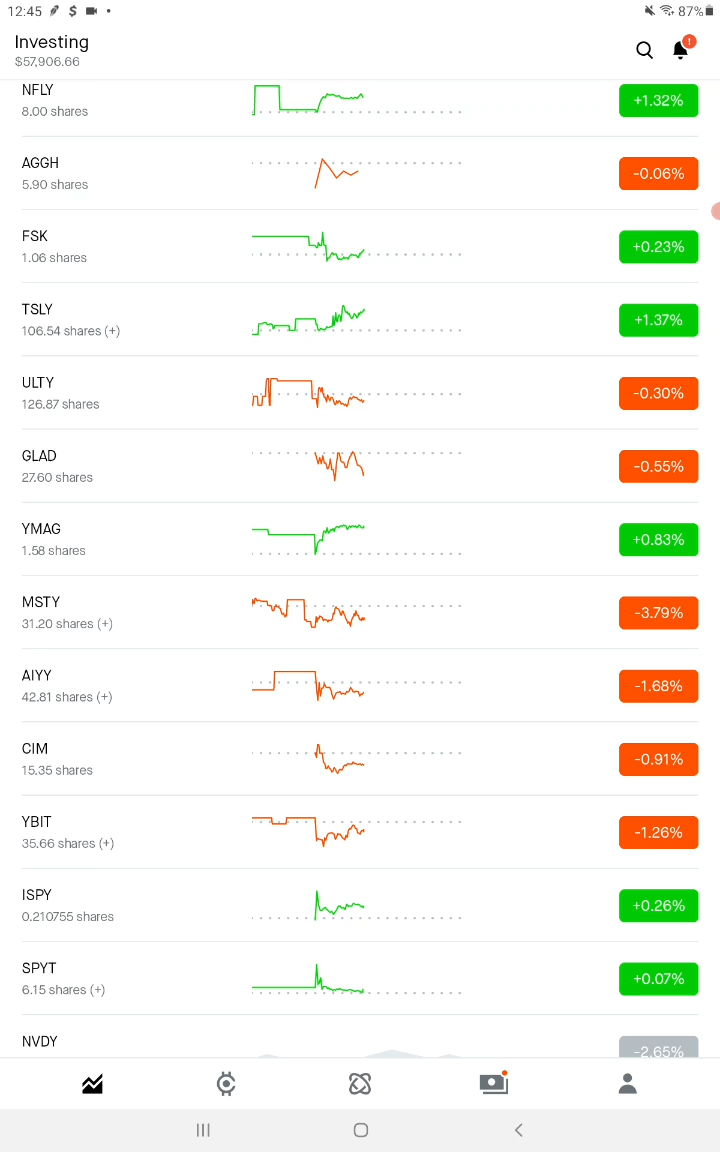 12:45 $ 87%
Investing
$57,906.66
1
NFLY
8.00 shares
+1.32%
AGGH
5.90 shares
-0.06%
FSK
1.06 shares
+0.23%
TSLY
106.54 shares (+)
+1.37%
ULTY
126.87 shares
-0.30%
GLAD
27.60 shares
-0.55%
YMAG
1.58 shares
+0.83%
MSTY
31.20 shares (+)
-3.79%
AIYY
42.81 shares (+)
-1.68%
CIM
15.35 shares
-0.91%
YBIT
35.66 shares (+)
-1.26%
ISPY
0.210755 shares
+0.26%
SPYT
6.15 shares (+)
+0.07%
NVDY
-2.65%